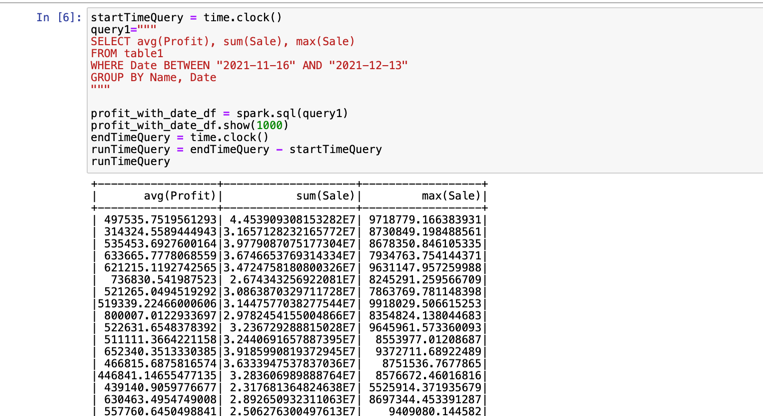 In [6]: startTimeQuery = time.clock()
query1="""
SELECT avg(Profit), sum(Sale), max(Sale)
FROM table1
WHERE Date BETWEEN "2021-11-16" AND "2021-12-13"
GROUP BY Name, Date
"""
profit_with_date_df = spark.sql(query1)
profit_with_date_df.show(1000)
endTimeQuery = time.clock()
runTimeQuery = endTimeQuery - startTimeQuery
runTimeQuery
+------------------+--------------------+------------------+
| avg(Profit)| sum(Sale)| max(Sale)|
+------------------+--------------------+------------------+
| 497535.7519561293| 4.453909308153282E7| 9718779.166383931|
| 314324.5589444943|3.1657128232165772E7| 8730849.198488561|
| 535453.6927600164|3.9779087075177304E7| 8678350.846105335|
| 633665.7778068559|3.6746653769314334E7| 7934763.754144371|
| 621215.1192742565|3.4724758180800326E7| 9631147.957259988|
| 736830.541987523| 2.674343256922081E7| 8245291.259566709|
| 521265.0494519292|3.0863870329711728E7| 7863769.781148398|
|519339.22466000606|3.1447577038277544E7| 9918029.506615253|
| 800007.0122933697|2.9782454155004866E7| 8354824.138044683|
| 522631.6548378392| 3.236729288815028E7| 9645961.573360093|
| 511111.3664221158|3.2440691657887395E7| 8553977.01208687|
| 652340.3513330385|3.9185990819372945E7| 9372711.68922489|
| 466815.6875816574|3.6333947537837036E7| 8751536.7677865|
|446841.14655477135| 3.283606989888764E7| 8576672.46016816|
| 439140.9059776677| 2.317681364824638E7| 5525914.371935679|
| 630463.4954749008| 2.892650932311063E7| 8697344.453391287|
| 557760.6450498841| 2.506276300497613E7| 9409080.144582|